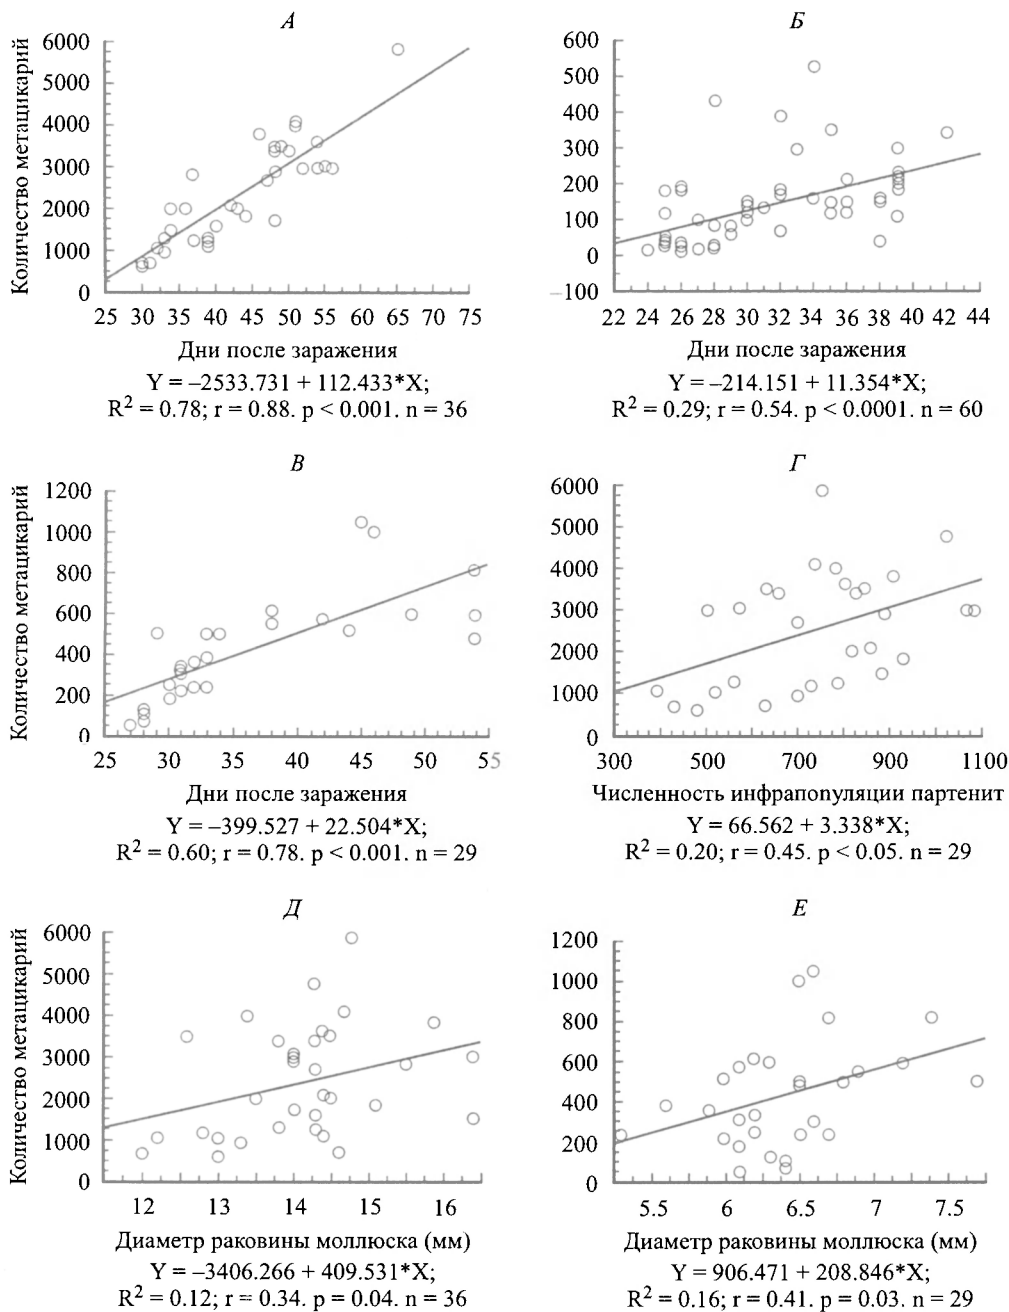 А
Количество метацикарий
6000
5000
4000
3000
2000
1000
0
25 30 35 40 45 50 55 60 65 70 75
Дни после заражения
Y = –2533.731 + 112.433*X;
R² = 0.78; r = 0.88. p < 0.001. n = 36
Б
600
500
400
300
200
100
0
–100
22 24 26 28 30 32 34 36 38 40 42 44
Дни после заражения
Y = –214.151 + 11.354*X;
R² = 0.29; r = 0.54. p < 0.0001. n = 60
В
Количество метацикарий
1200
1000
800
600
400
200
0
25 30 35 40 45 50 55
Дни после заражения
Y = –399.527 + 22.504*X;
R² = 0.60; r = 0.78. p < 0.001. n = 29
Г
6000
5000
4000
3000
2000
1000
0
300 500 700 900 1100
Численность инфрапопуляции партенит
Y = 66.562 + 3.338*X;
R² = 0.20; r = 0.45. p < 0.05. n = 29
Д
Количество метацикарий
6000
5000
4000
3000
2000
1000
0
12 13 14 15 16
Диаметр раковины моллюска (мм)
Y = –3406.266 + 409.531*X;
R² = 0.12; r = 0.34. p = 0.04. n = 36
Е
1200
1000
800
600
400
200
0
5.5 6 6.5 7 7.5
Диаметр раковины моллюска (мм)
Y = 906.471 + 208.846*X;
R² = 0.16; r = 0.41. p = 0.03. n = 29